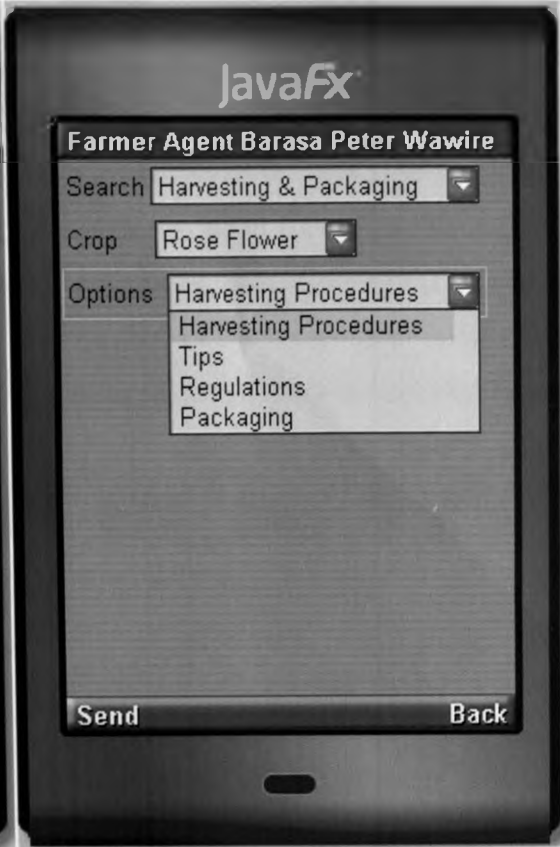 JavaFx
Farmer Agent Barasa Peter Wawire
Search Harvesting & Packaging
Crop Rose Flower
Options Harvesting Procedures
Harvesting Procedures
Tips
Regulations
Packaging
Send Back